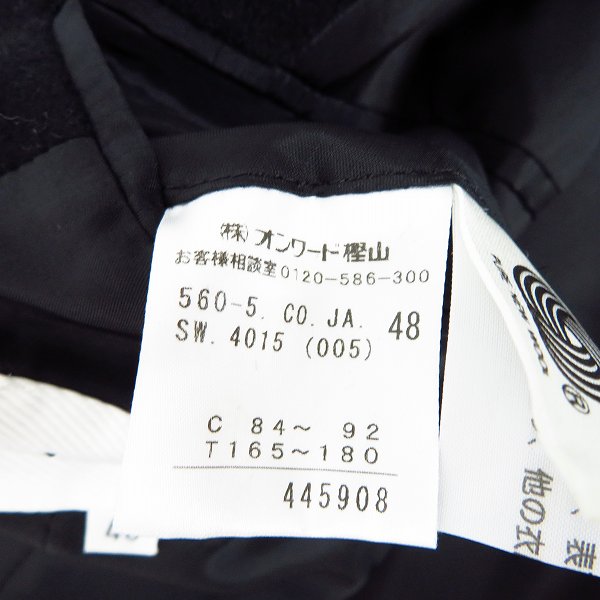 (株)オンワード樫山
お客様相談室0120-586-300
560-5. CO. JA. 48
SW. 4015 (005)
C 84～ 92
T165～180
445908
®
、他の衣
表